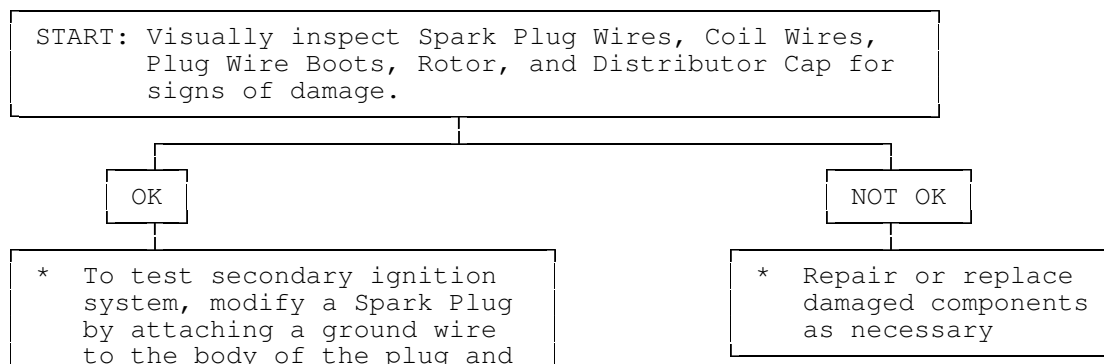 START: Visually inspect Spark Plug Wires, Coil Wires,
Plug Wire Boots, Rotor, and Distributor Cap for
signs of damage.
OK
NOT OK
* To test secondary ignition
system, modify a Spark Plug
by attaching a ground wire
to the body of the plug and
* Repair or replace
damaged components
as necessary